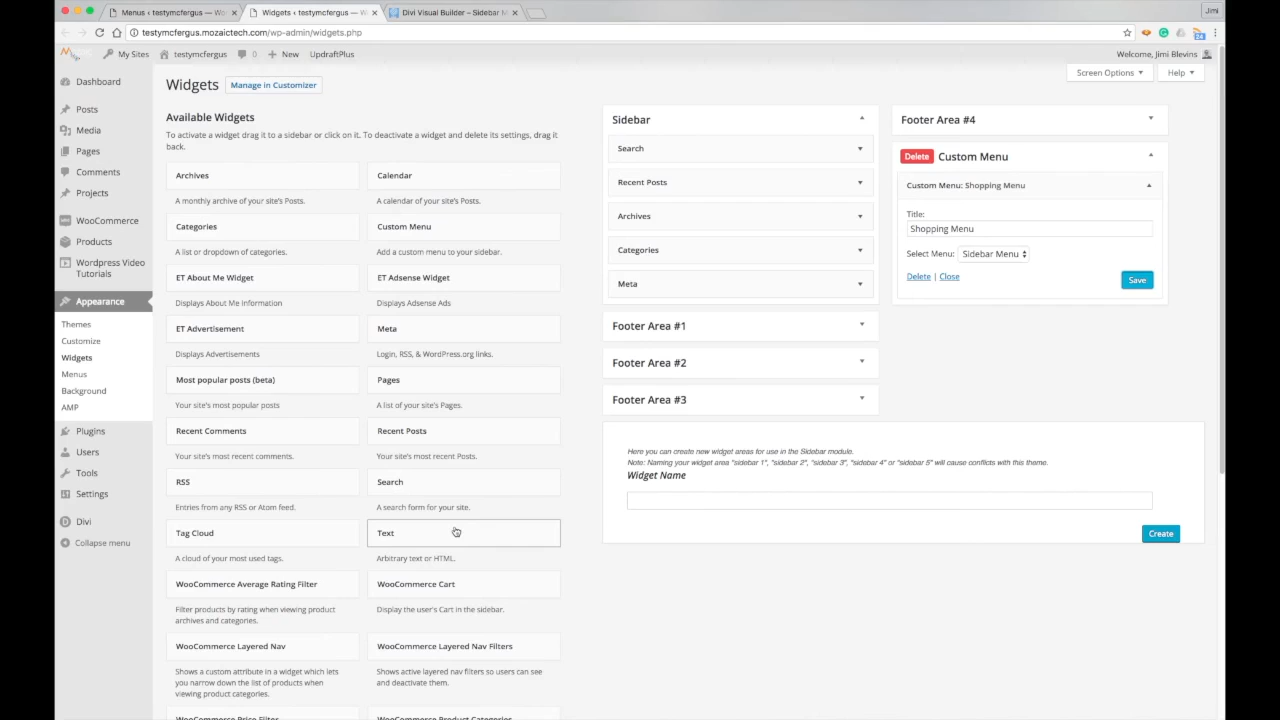 Menus ‹ testymcfergus — Wo
Widgets ‹ testymcfergus — W
Divi Visual Builder – Sidebar M
Jimi
testymcfergus.mozaictech.com/wp-admin/widgets.php
24
My Sites
testymcfergus
0
+ New
UpdraftPlus
Welcome, Jimi Blevins
Dashboard
Posts
Media
Pages
Comments
Projects
WooCommerce
Products
Wordpress Video
Tutorials
Appearance
Themes
Customize
Widgets
Menus
Background
AMP
Plugins
Users
Tools
Settings
Divi
Collapse menu
Screen Options
Help
Widgets
Manage in Customizer
Available Widgets
To activate a widget drag it to a sidebar or click on it. To deactivate a widget and delete its settings, drag it
back.
Archives
Calendar
A monthly archive of your site's Posts.
A calendar of your site's Posts.
Categories
Custom Menu
A list or dropdown of categories.
Add a custom menu to your sidebar.
ET About Me Widget
ET Adsense Widget
Displays About Me Information
Displays Adsense Ads
ET Advertisement
Meta
Displays Advertisements
Login, RSS, & WordPress.org links.
Most popular posts (beta)
Pages
Your site's most popular posts
A list of your site's Pages.
Recent Comments
Recent Posts
Your site's most recent comments.
Your site's most recent Posts.
RSS
Search
Entries from any RSS or Atom feed.
A search form for your site.
Tag Cloud
Text
A cloud of your most used tags.
Arbitrary text or HTML.
WooCommerce Average Rating Filter
WooCommerce Cart
Filter products by rating when viewing product
archives and categories.
Display the user's Cart in the sidebar.
WooCommerce Layered Nav
WooCommerce Layered Nav Filters
Shows a custom attribute in a widget which lets
you narrow down the list of products when
viewing product categories.
Shows active layered nav filters so users can see
and deactivate them.
WooCommerce Price Filter
WooCommerce Product Categories
Sidebar
Search
Recent Posts
Archives
Categories
Meta
Footer Area #1
Footer Area #2
Footer Area #3
Footer Area #4
Delete
Custom Menu
Custom Menu: Shopping Menu
Title:
Shopping Menu
Select Menu: Sidebar Menu
Delete | Close
Save
Here you can create new widget areas for use in the Sidebar module.
Note: Naming your widget area "sidebar 1", "sidebar 2", "sidebar 3", "sidebar 4" or "sidebar 5" will cause conflicts with this theme.
Widget Name
Create